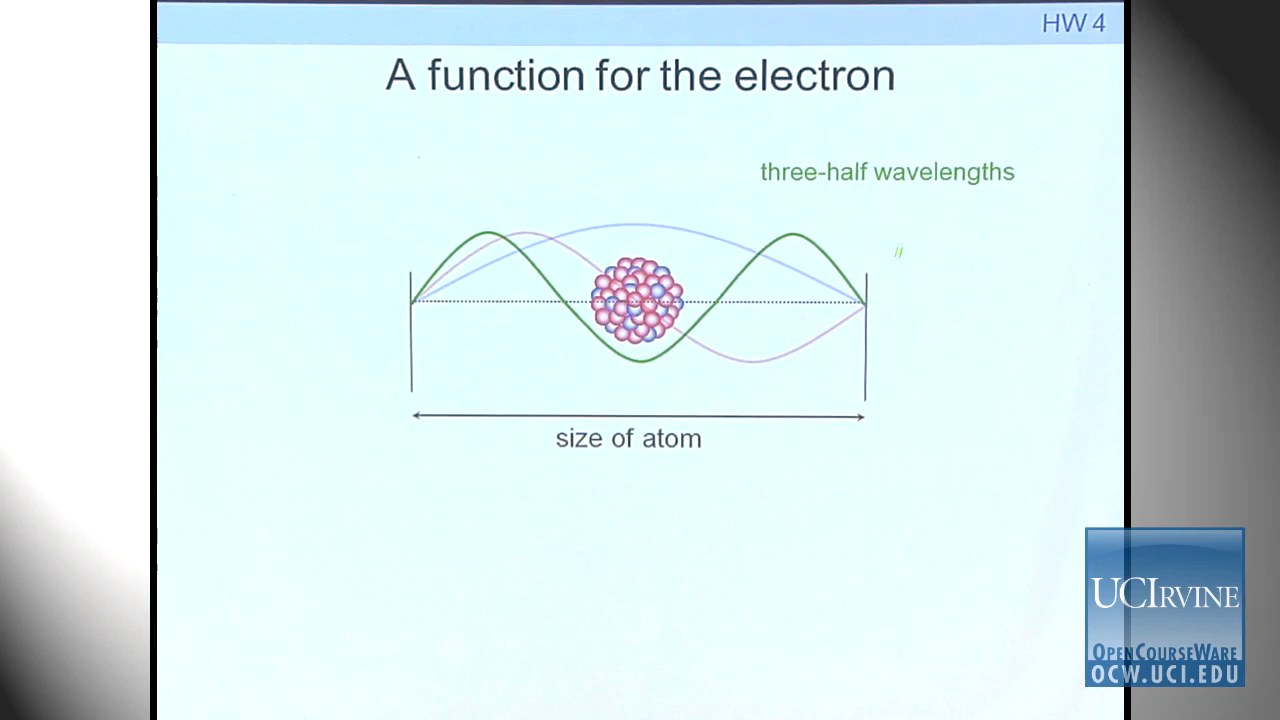 HW 4
A function for the electron
three-half wavelengths
size of atom
UCIRVINE
OPENCOURSEWARE
OCW.UCI.EDU